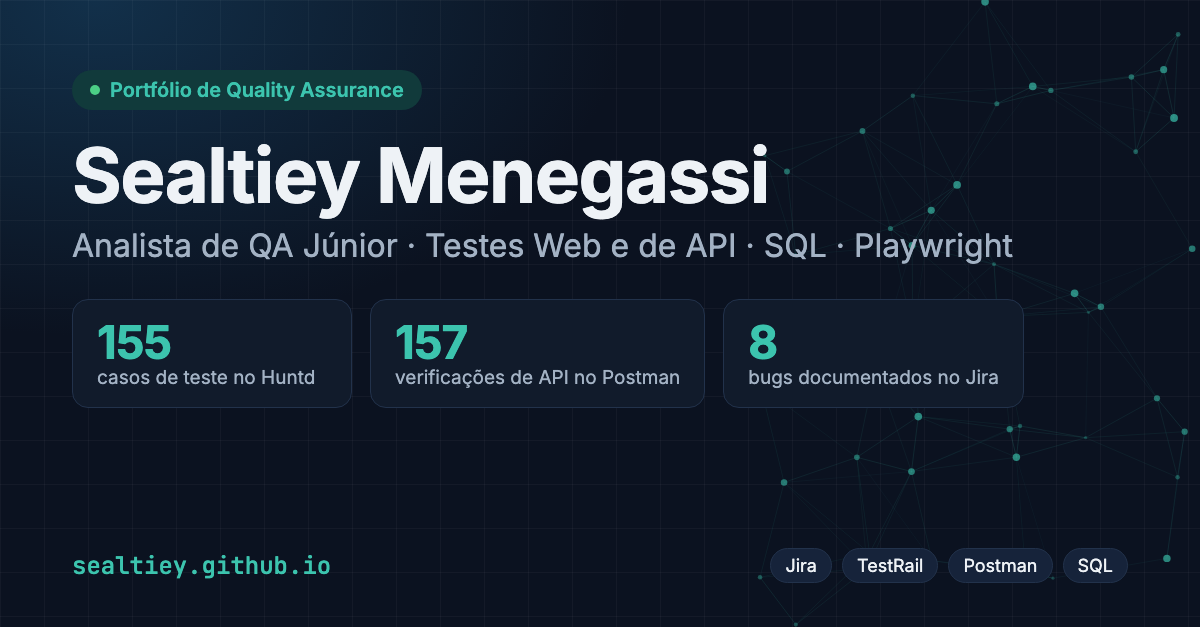 Portfólio de Quality Assurance
Sealtiey Menegassi
Analista de QA Júnior · Testes Web e de API · SQL · Playwright
155
casos de teste no Huntd
157
verificações de API no Postman
8
bugs documentados no Jira
sealtiey.github.io
Jira
TestRail
Postman
SQL